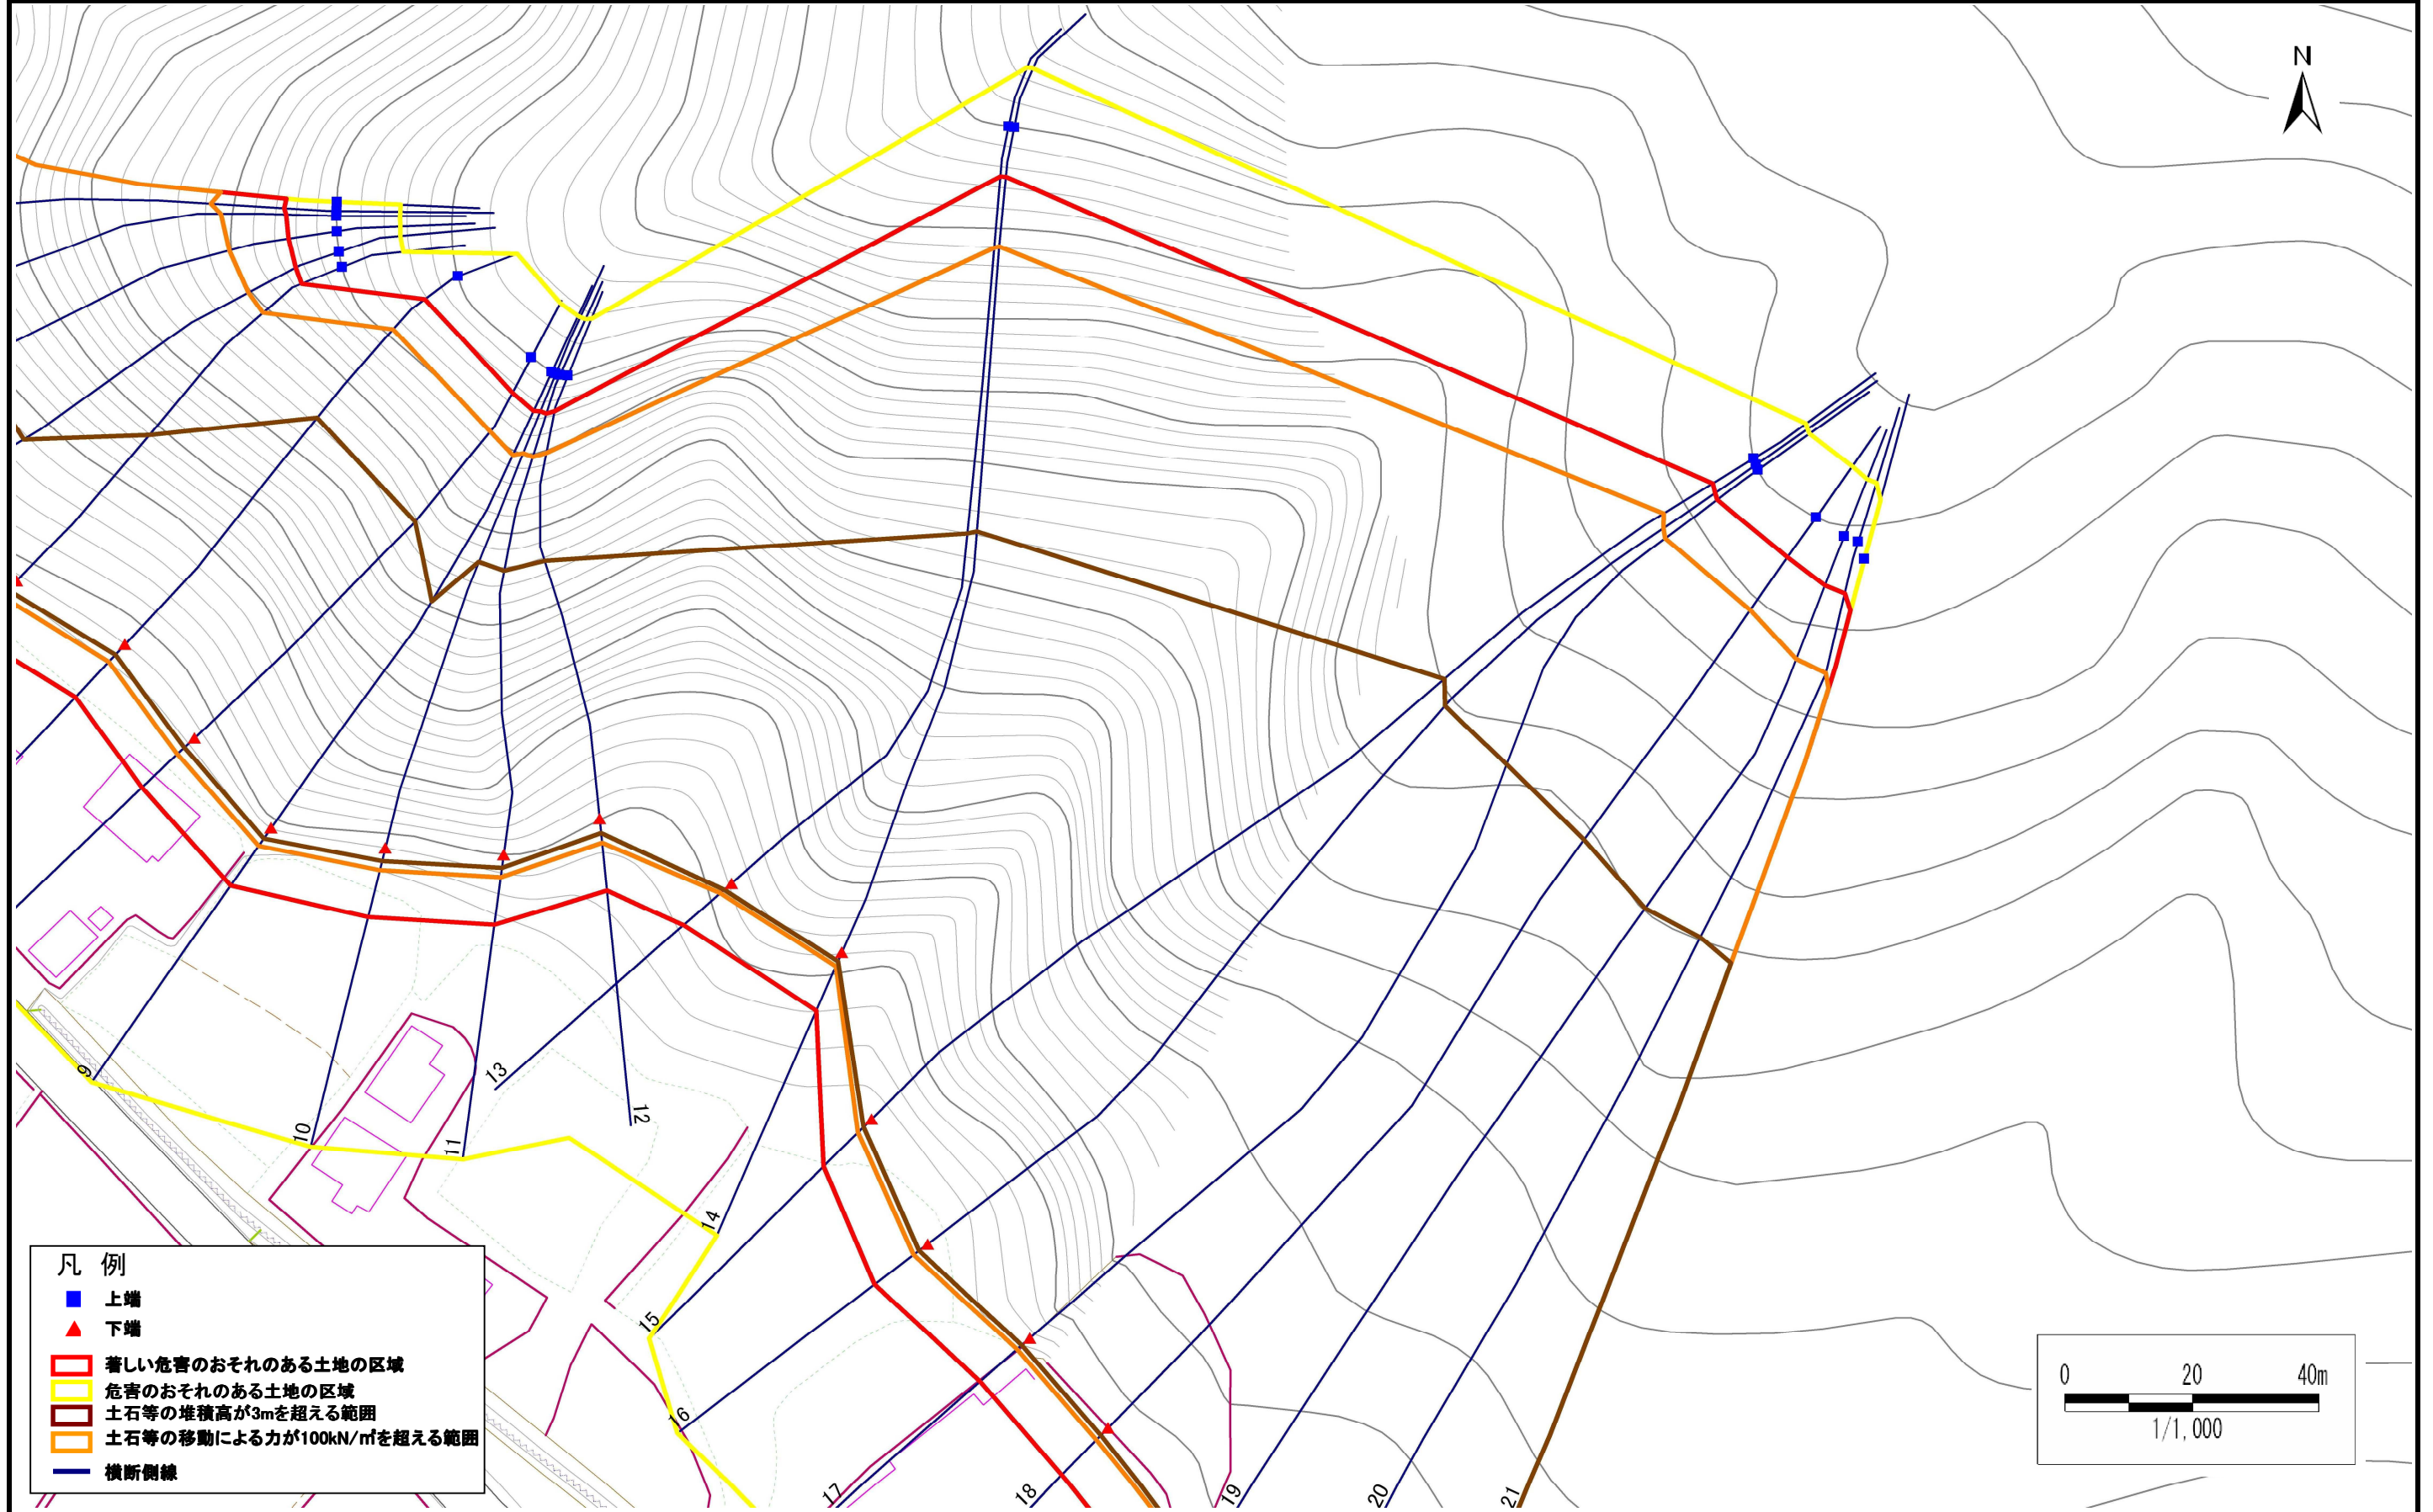 N
9
10
11
13
12
14
15
16
17
18
19
20
21
凡 例
上端
下端
著しい危害のおそれのある土地の区域
危害のおそれのある土地の区域
土石等の堆積高が3mを超える範囲
土石等の移動による力が100kN/㎡を超える範囲
横断側線
0 20 40m
1/1,000